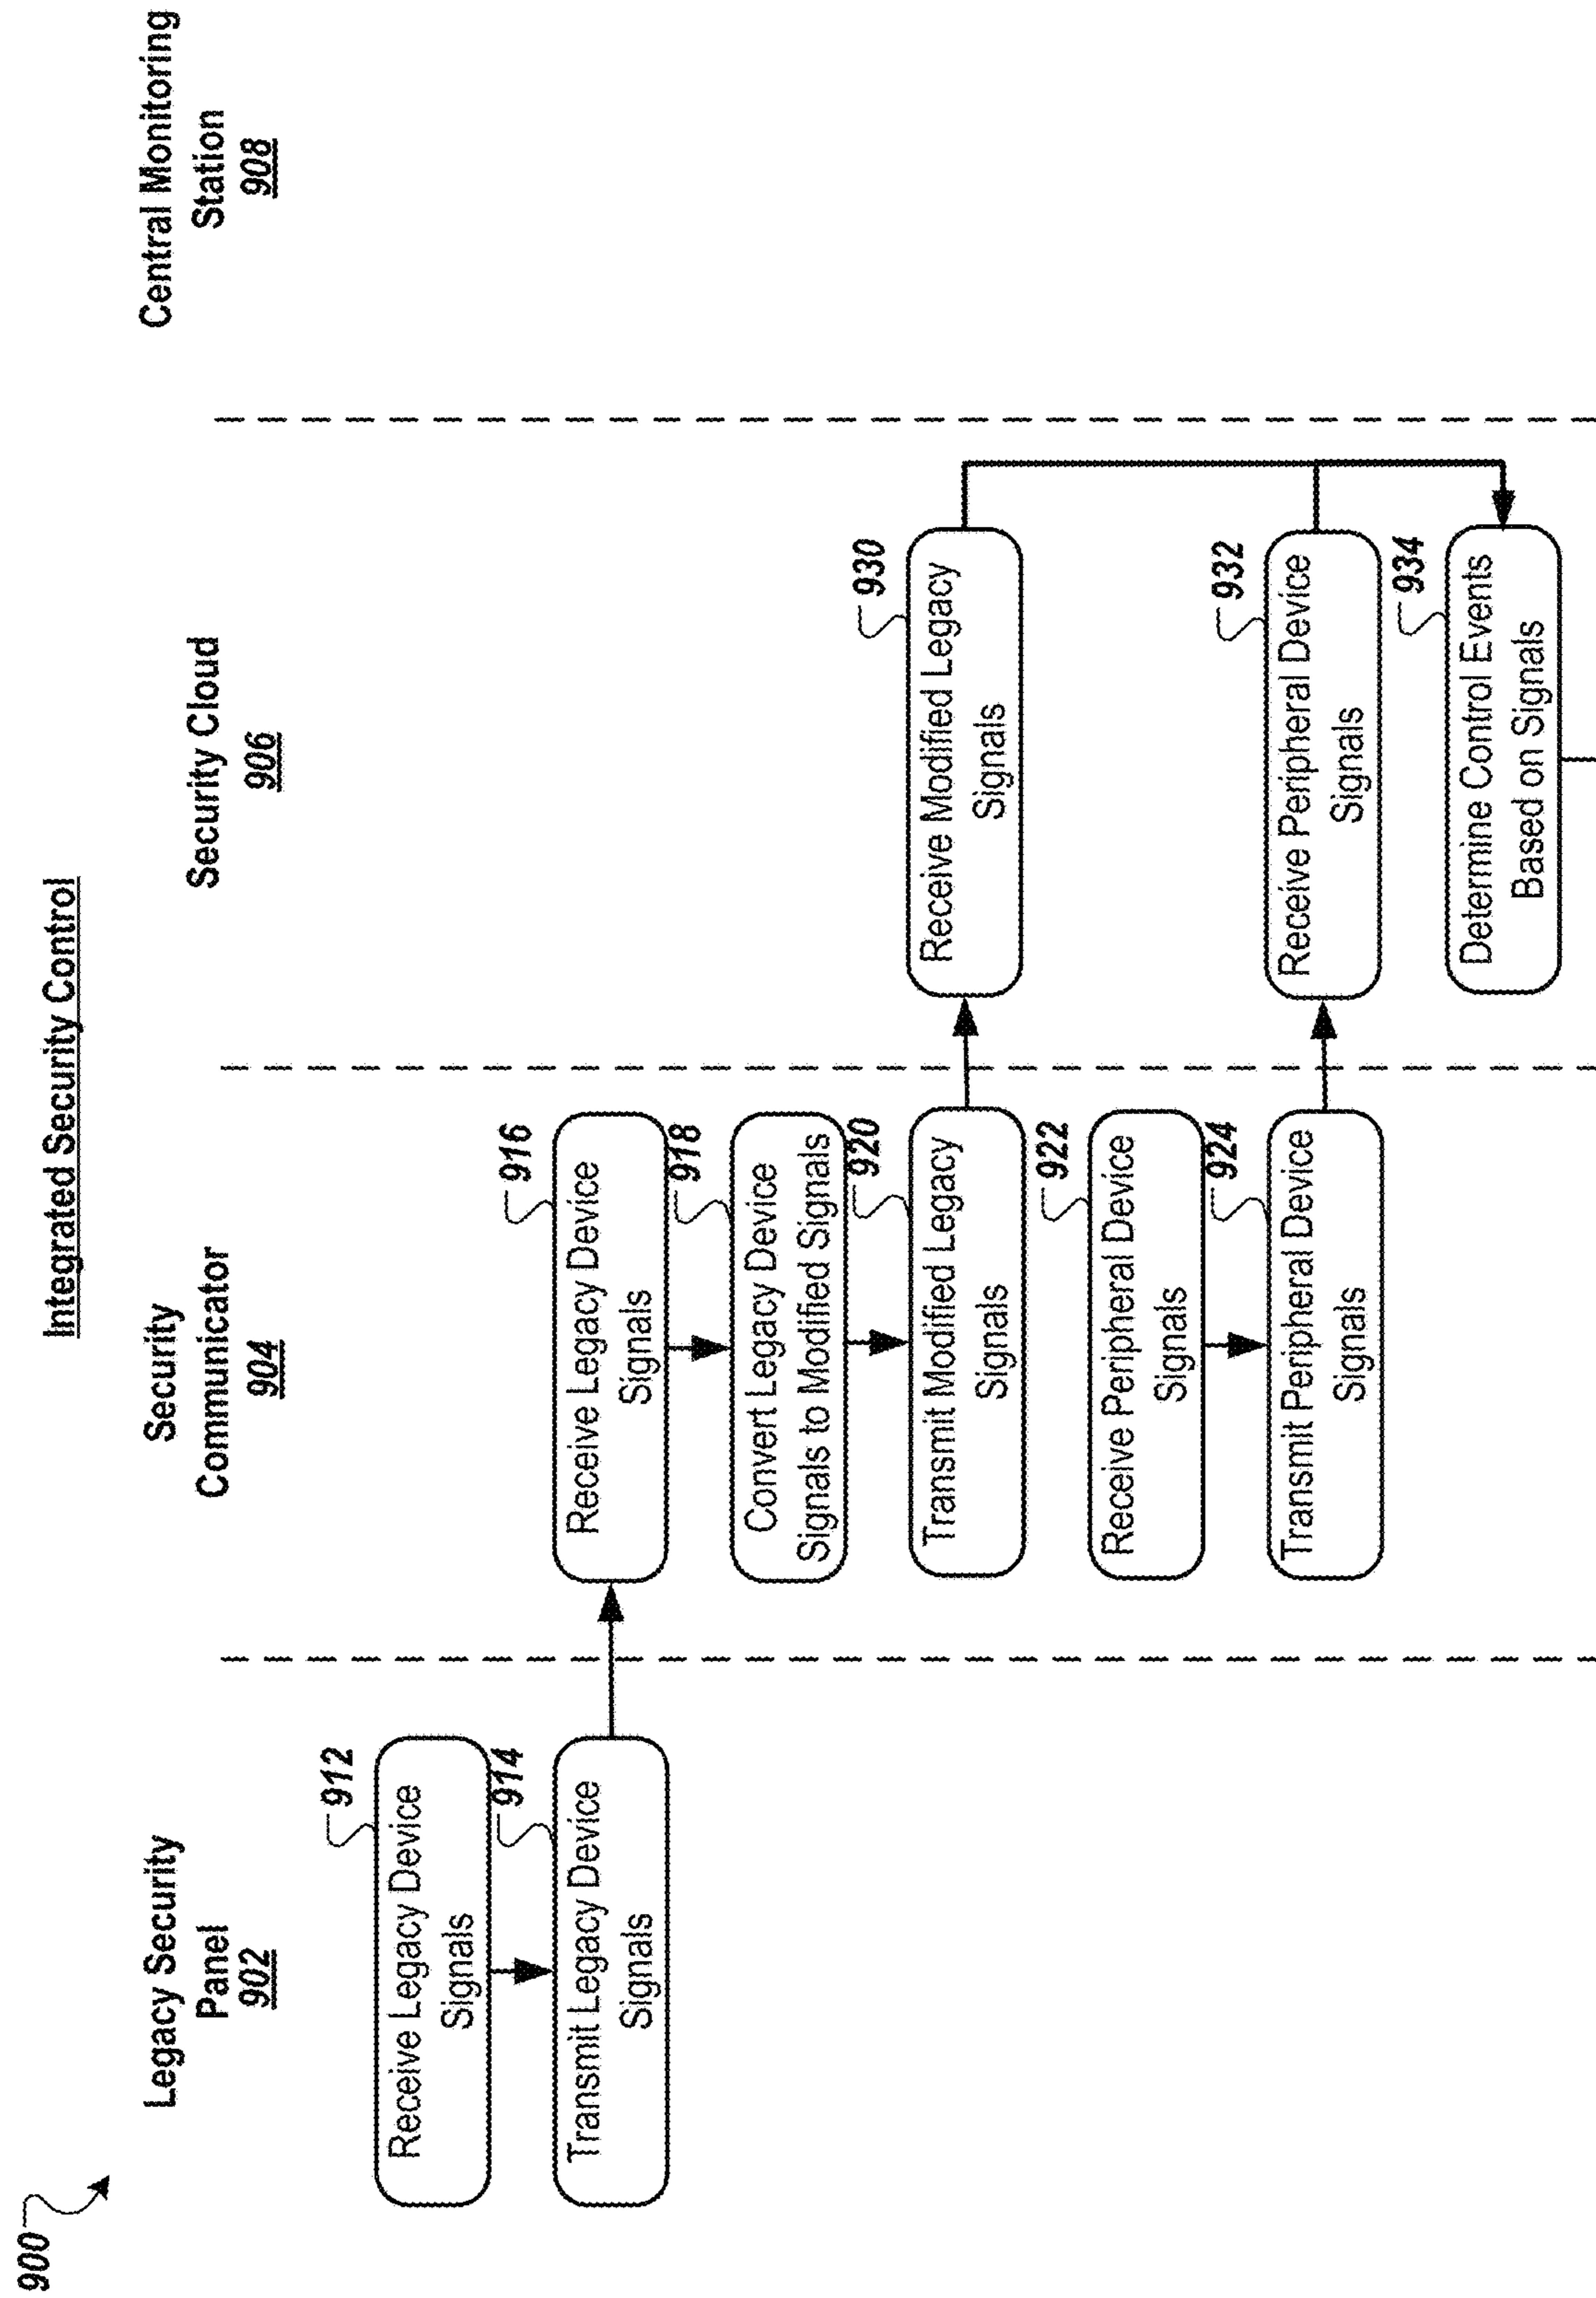 900
Integrated Security Control
Legacy Security
Panel
902
Security
Communicator
904
Security Cloud
906
Central Monitoring
Station
908
912
Receive Legacy Device
Signals
914
Transmit Legacy Device
Signals
916
Receive Legacy Device
Signals
918
Convert Legacy Device
Signals to Modified Signals
920
Transmit Modified Legacy
Signals
922
Receive Peripheral Device
Signals
924
Transmit Peripheral Device
Signals
930
Receive Modified Legacy
Signals
932
Receive Peripheral Device
Signals
934
Determine Control Events
Based on Signals